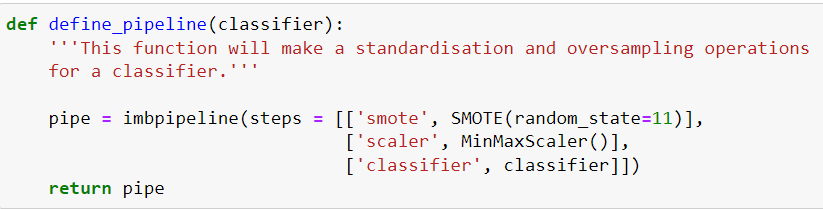 def define_pipeline(classifier):
    '''This function will make a standardisation and oversampling operations
    for a classifier.'''

    pipe = imbpipeline(steps = [['smote', SMOTE(random_state=11)],
                                ['scaler', MinMaxScaler()],
                                ['classifier', classifier]])
    return pipe